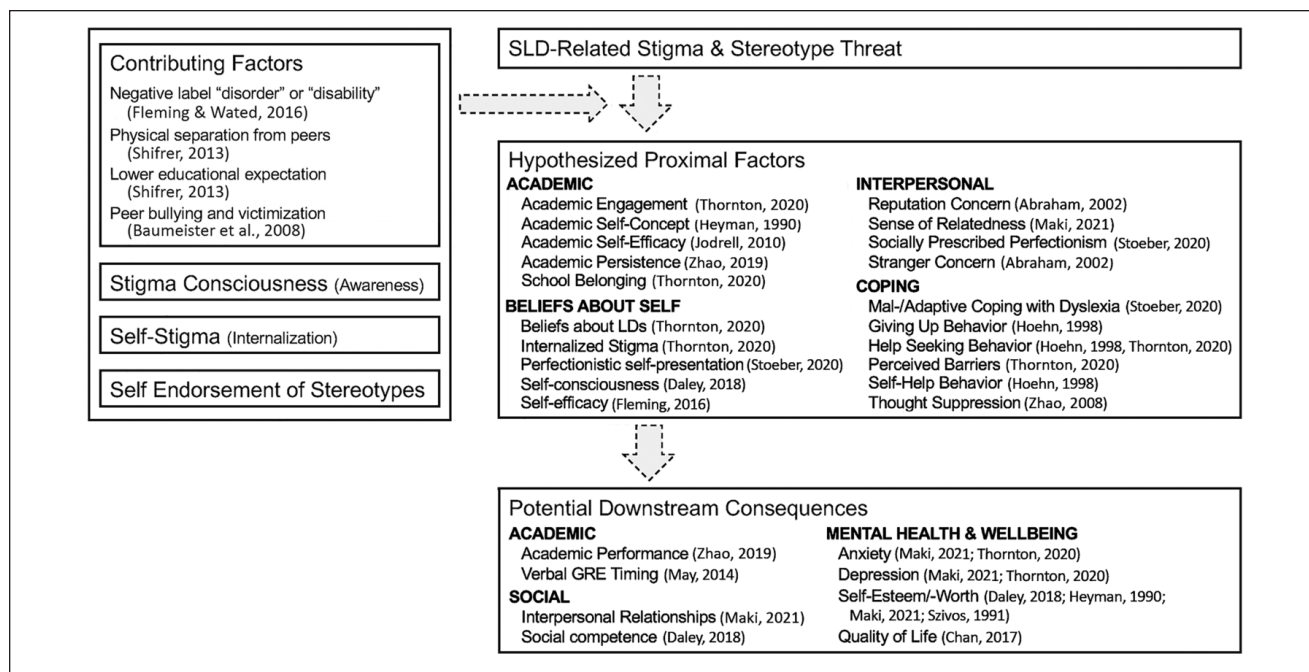 Contributing Factors
Negative label “disorder” or “disability”
(Fleming & Wated, 2016)
Physical separation from peers
(Shifrer, 2013)
Lower educational expectation
(Shifrer, 2013)
Peer bullying and victimization
(Baumeister et al., 2008)
Stigma Consciousness (Awareness)
Self-Stigma (Internalization)
Self Endorsement of Stereotypes
SLD-Related Stigma & Stereotype Threat
Hypothesized Proximal Factors
ACADEMIC
Academic Engagement (Thornton, 2020)
Academic Self-Concept (Heyman, 1990)
Academic Self-Efficacy (Jodrell, 2010)
Academic Persistence (Zhao, 2019)
School Belonging (Thornton, 2020)
BELIEFS ABOUT SELF
Beliefs about LDs (Thornton, 2020)
Internalized Stigma (Thornton, 2020)
Perfectionistic self-presentation (Stoeber, 2020)
Self-consciousness (Daley, 2018)
Self-efficacy (Fleming, 2016)
INTERPERSONAL
Reputation Concern (Abraham, 2002)
Sense of Relatedness (Maki, 2021)
Socially Prescribed Perfectionism (Stoeber, 2020)
Stranger Concern (Abraham, 2002)
COPING
Mal-/Adaptive Coping with Dyslexia (Stoeber, 2020)
Giving Up Behavior (Hoehn, 1998)
Help Seeking Behavior (Hoehn, 1998, Thornton, 2020)
Perceived Barriers (Thornton, 2020)
Self-Help Behavior (Hoehn, 1998)
Thought Suppression (Zhao, 2008)
Potential Downstream Consequences
ACADEMIC
Academic Performance (Zhao, 2019)
Verbal GRE Timing (May, 2014)
SOCIAL
Interpersonal Relationships (Maki, 2021)
Social competence (Daley, 2018)
MENTAL HEALTH & WELLBEING
Anxiety (Maki, 2021; Thornton, 2020)
Depression (Maki, 2021; Thornton, 2020)
Self-Esteem/-Worth (Daley, 2018; Heyman, 1990;
Maki, 2021; Szivos, 1991)
Quality of Life (Chan, 2017)